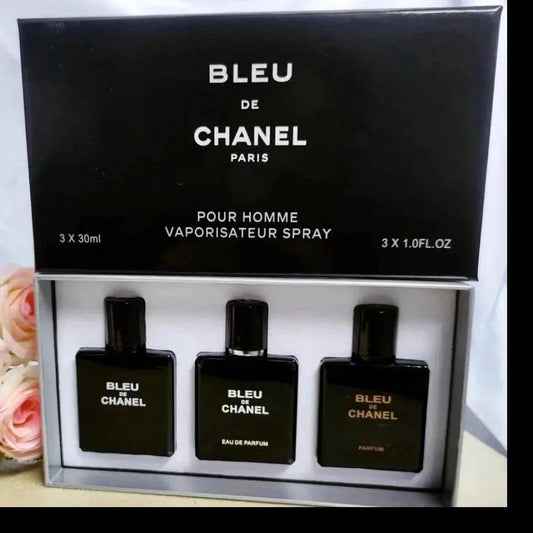 BLEU
DE
CHANEL
PARIS
POUR HOMME
VAPORISATEUR SPRAY
3 X 30ml
3 X 1.0FL.OZ
BLEU
DE
CHANEL
BLEU
DE
CHANEL
EAU DE PARFUM
BLEU
DE
CHANEL
PARFUM